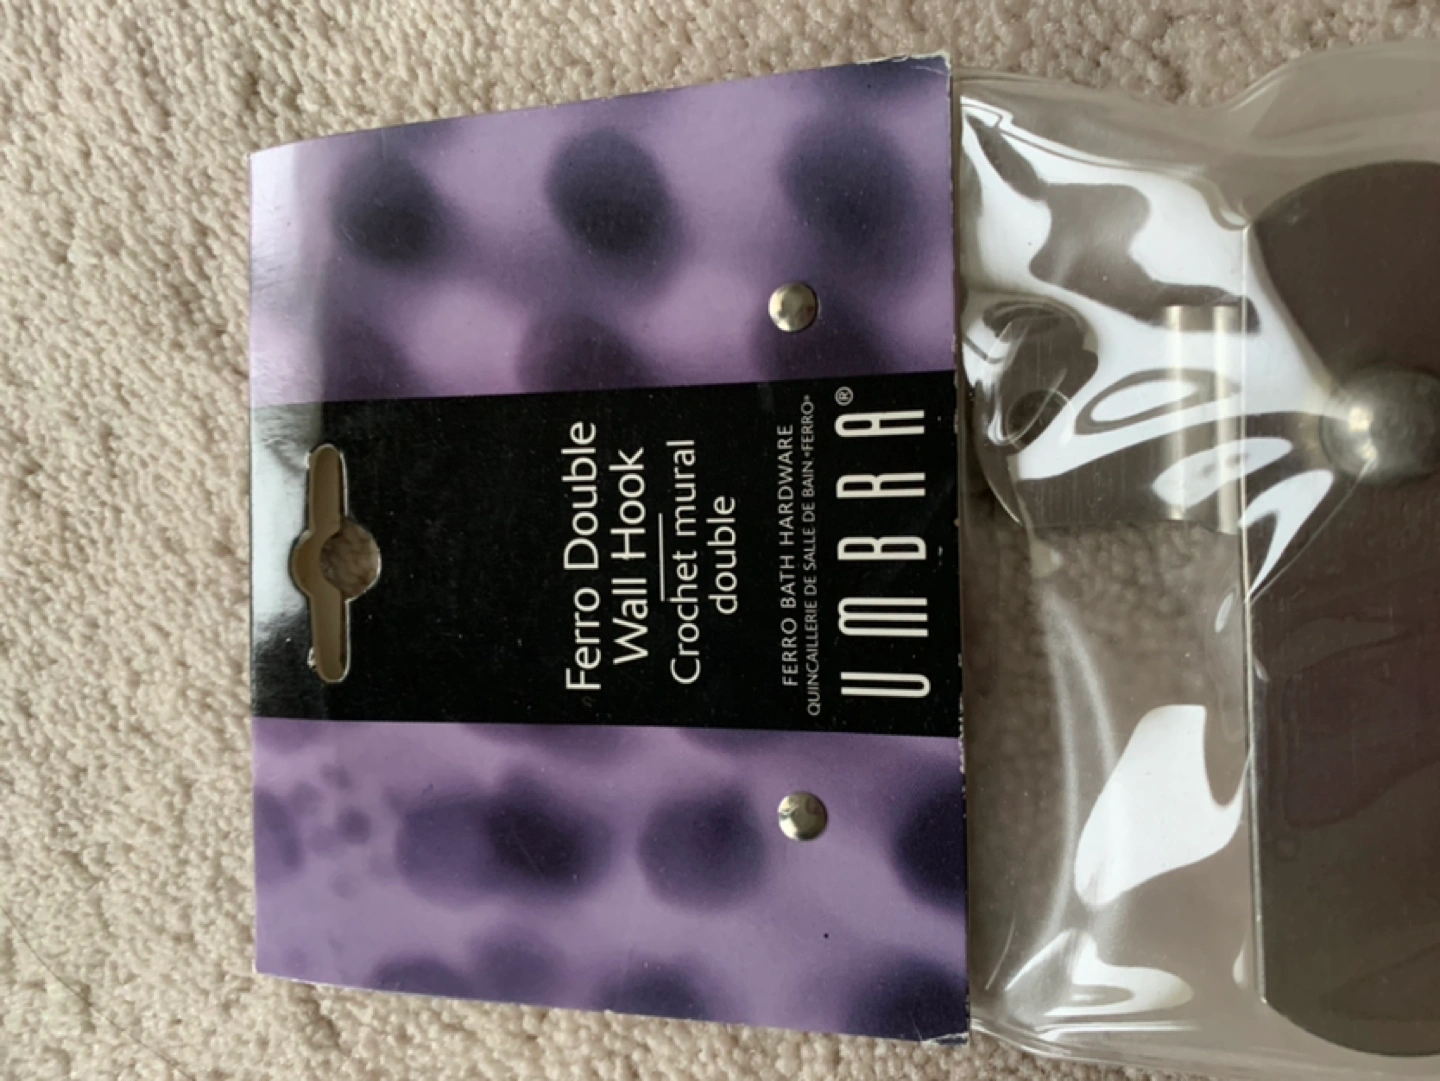 Ferro Double
Wall Hook
Crochet mural
double
FERRO BATH HARDWARE
QUINCAILLERIE DE SALLE DE BAIN «FERRO»
UMBRA®